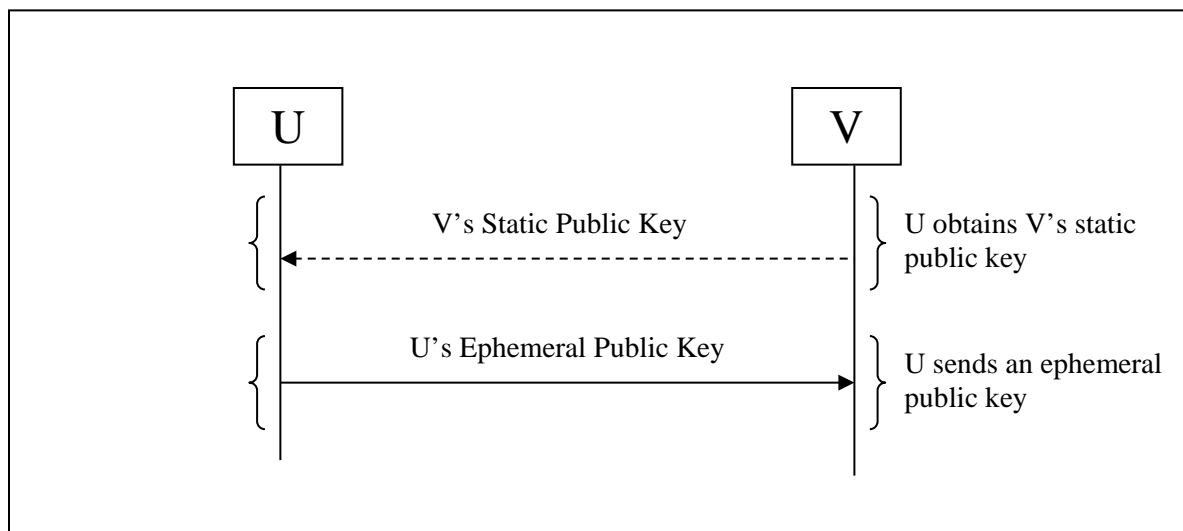 U
V
V’s Static Public Key
U obtains V’s static
public key
U’s Ephemeral Public Key
U sends an ephemeral
public key